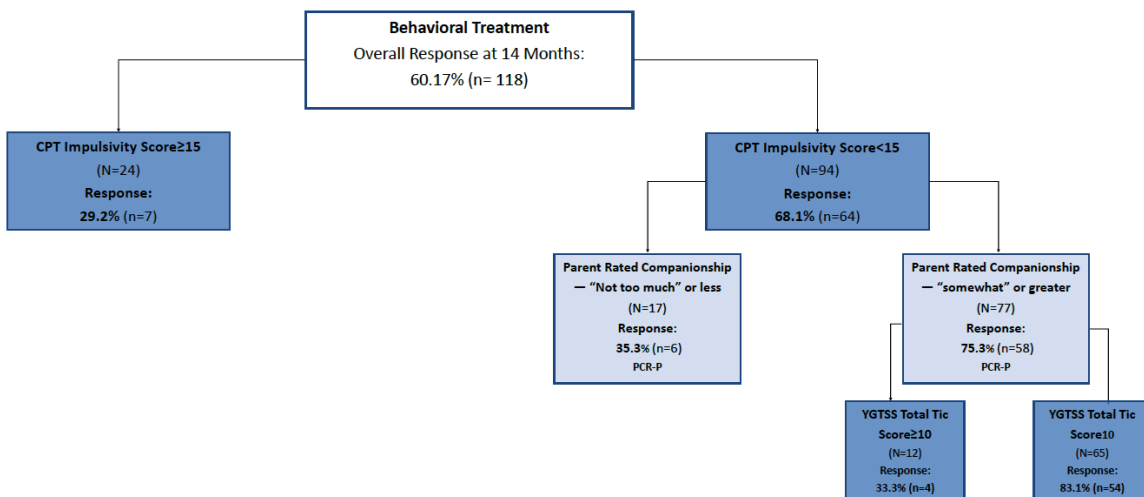 Behavioral Treatment
Overall Response at 14 Months:
60.17% (n= 118)
CPT Impulsivity Score≥15
(N=24)
Response:
29.2% (n=7)
CPT Impulsivity Score<15
(N=94)
Response:
68.1% (n=64)
Parent Rated Companionship
— “Not too much” or less
(N=17)
Response:
35.3% (n=6)
PCR-P
Parent Rated Companionship
— “somewhat” or greater
(N=77)
Response:
75.3% (n=58)
PCR-P
YGTSS Total Tic
Score≥10
(N=12)
Response:
33.3% (n=4)
YGTSS Total Tic
Score10
(N=65)
Response:
83.1% (n=54)